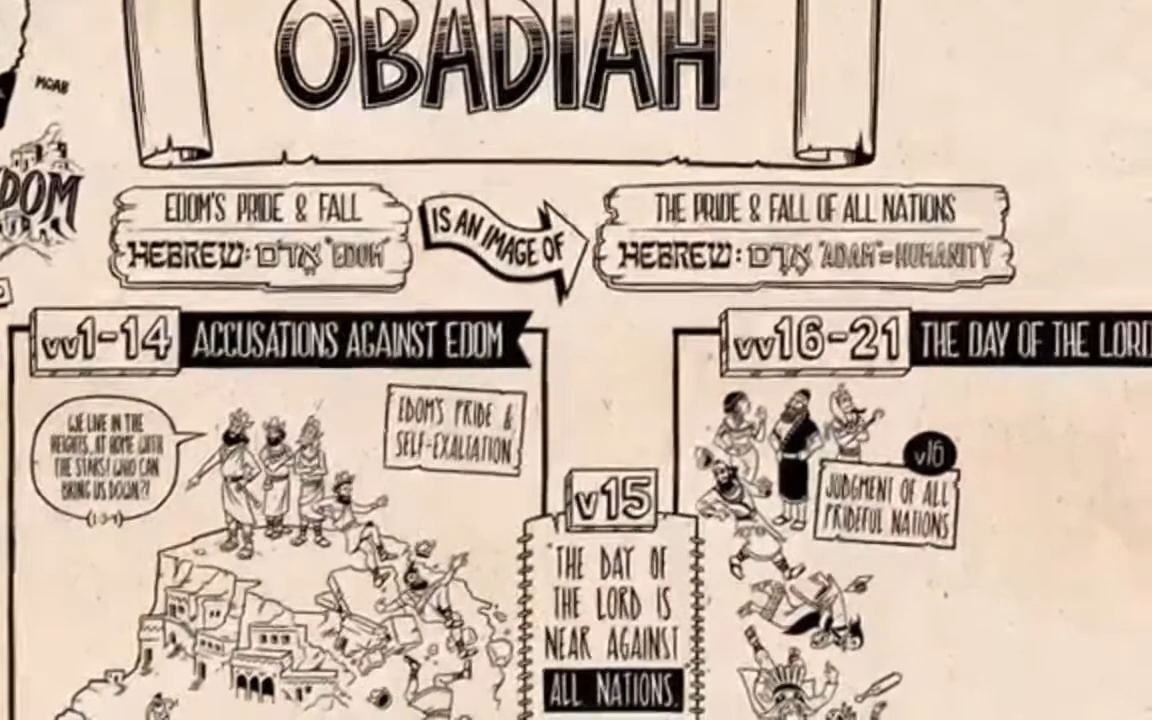 OBADIAH
MOAB
EDOM'S PRIDE & FALL
HEBREW: אֱדֹם "EDOM"
IS AN IMAGE OF
THE PRIDE & FALL OF ALL NATIONS
HEBREW: אָדָם "ADAM"=HUMANITY
vv1-14 ACCUSATIONS AGAINST EDOM
WE LIVE IN THE
HEIGHTS, AT HOME WITH
THE STARS! WHO CAN
BRING US DOWN?!
(1:3-4)
EDOM'S PRIDE &
SELF-EXALTATION
v15
"THE DAY OF
THE LORD IS
NEAR AGAINST
ALL NATIONS.
vv16-21 THE DAY OF THE LORD
v16
JUDGMENT OF ALL
PRIDEFUL NATIONS